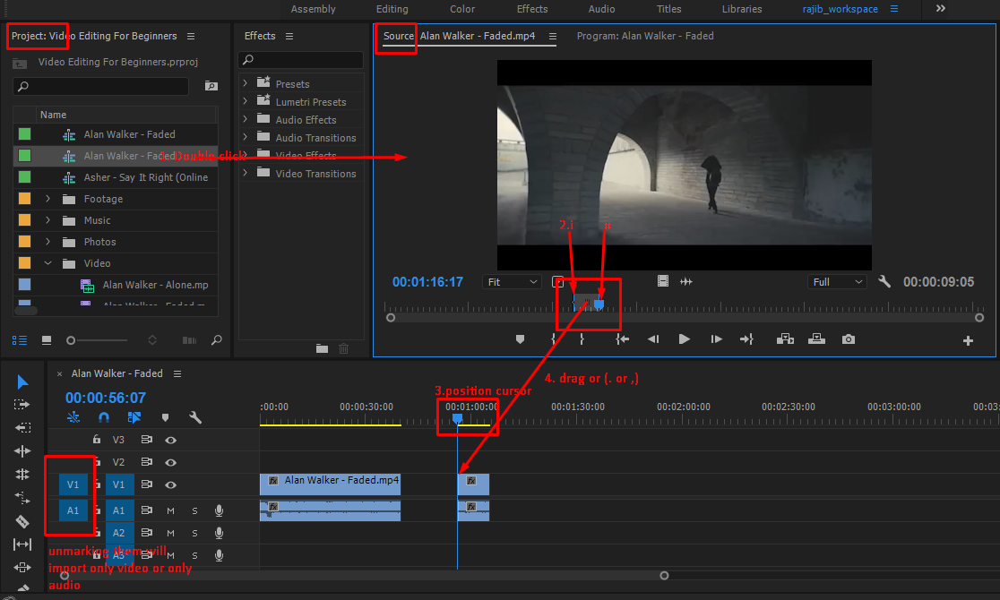 Assembly Editing Color Effects Audio Titles Libraries rajib_workspace
Project: Video Editing For Beginners
Effects
Source: Alan Walker - Faded.mp4
Program: Alan Walker - Faded
Video Editing For Beginners.prproj
Name
Alan Walker - Faded
Alan Walker - Faded
Double click
Asher - Say It Right (Online
Footage
Music
Photos
Video
Alan Walker - Alone.mp
Presets
Lumetri Presets
Audio Effects
Audio Transitions
Video Effects
Video Transitions
2.i
00:01:16:17
Fit
Full
00:00:09:05
4. drag or (. or ,)
3.position cursor
Alan Walker - Faded
00:00:56:07
:00:00 00:00:30:00 00:01:00:00 00:01:30:00 00:02:00:00 00:02:30:00 00:03:00:00 00:03:
V3
V2
V1 V1
fx Alan Walker - Faded.mp4 fx
A1 A1 M S
fx fx
A2 M S
A3 M S
unmarking them will
import only video or only
audio